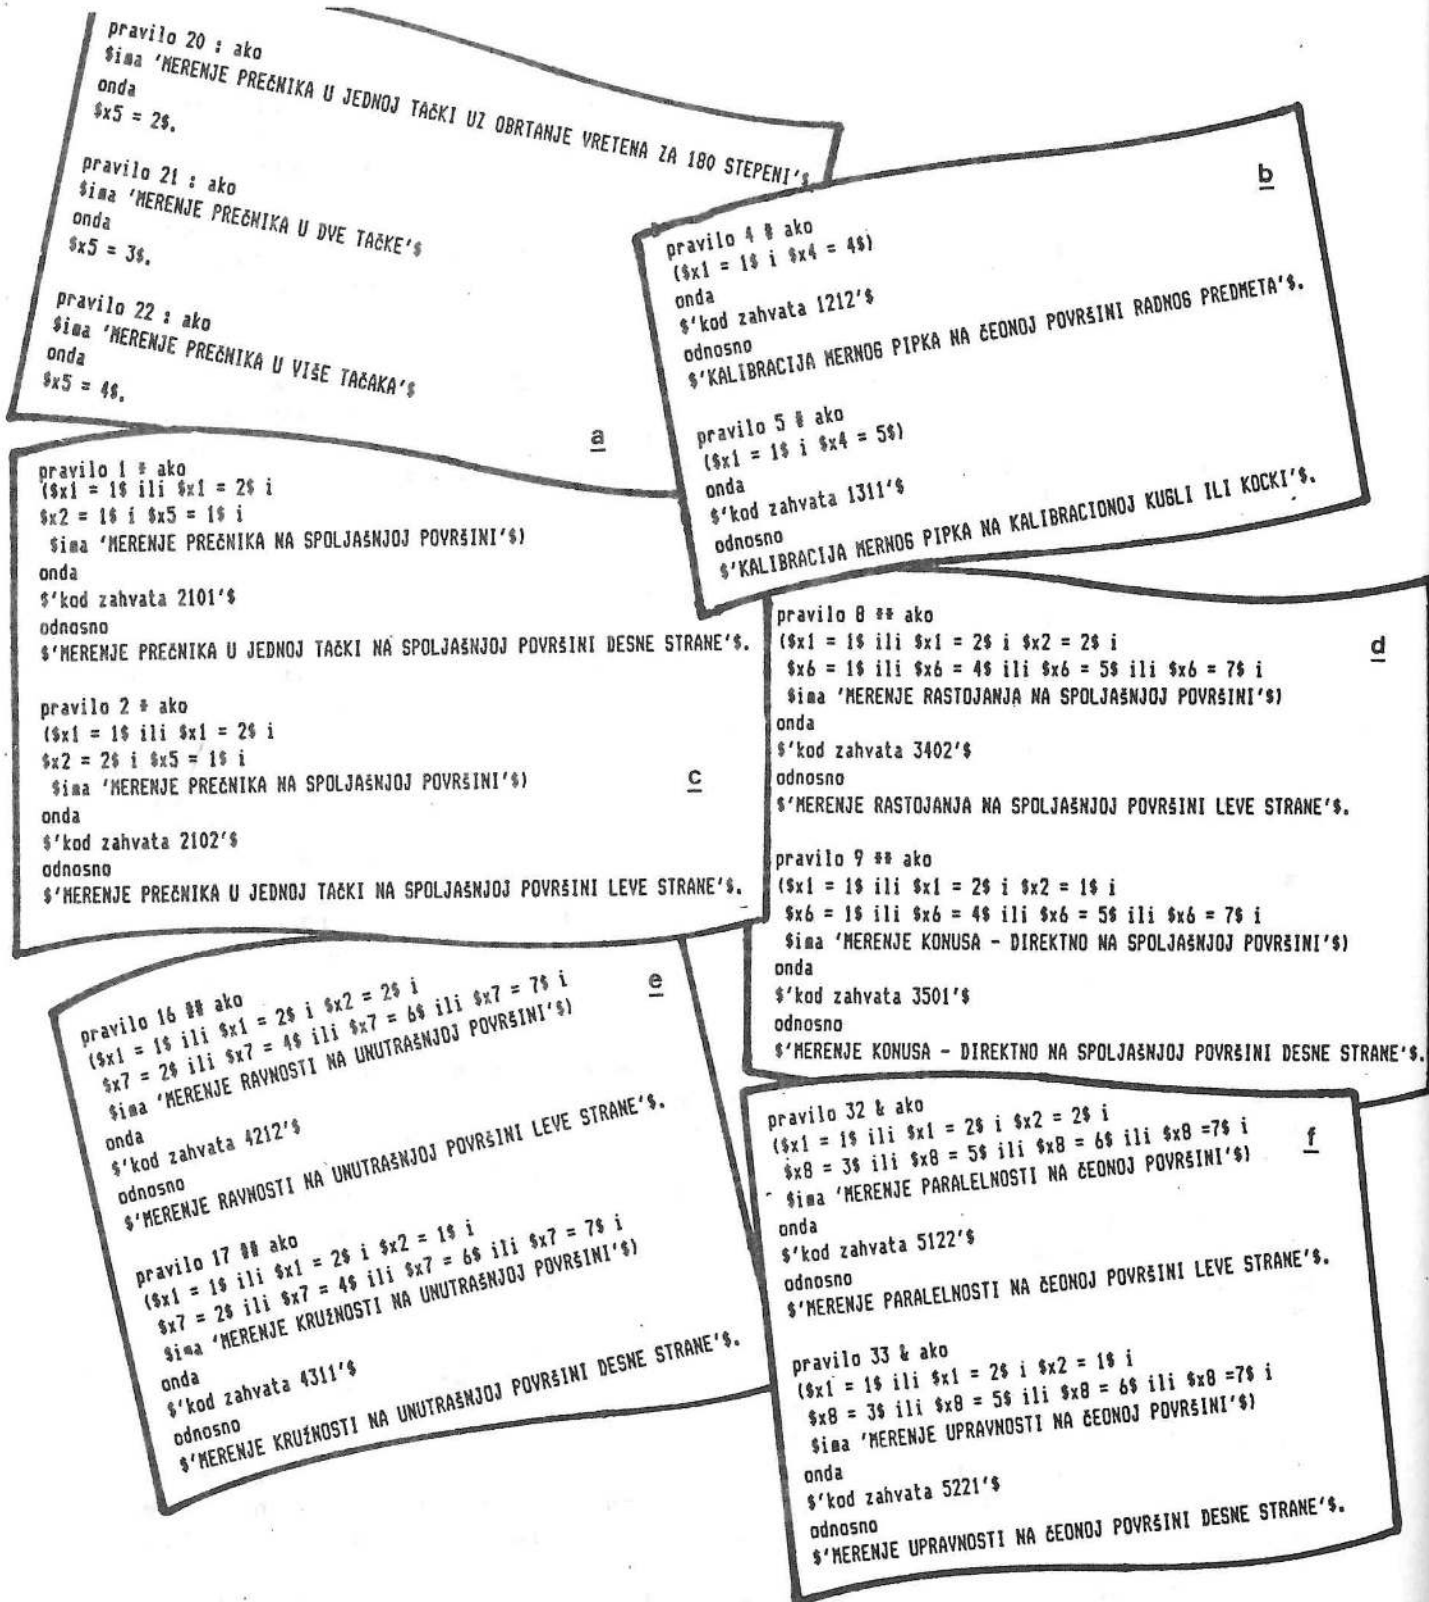 pravilo 20 : ako
$ima 'MERENJE PREČNIKA U JEDNOJ TAČKI UZ OBRTANJE VRETENA ZA 180 STEPENI'$
onda
$x5 = 2$.
pravilo 21 : ako
$ima 'MERENJE PREČNIKA U DVE TAČKE'$
onda
$x5 = 3$.
pravilo 22 : ako
$ima 'MERENJE PREČNIKA U VIŠE TAČAKA'$
onda
$x5 = 4$.
a
b
pravilo 4 # ako
($x1 = 1$ i $x4 = 4$)
onda
$'kod zahvata 1212'$
odnosno
$'KALIBRACIJA MERNOG PIPKA NA ČEONOJ POVRŠINI RADNOG PREDMETA'$.
pravilo 5 # ako
($x1 = 1$ i $x4 = 5$)
onda
$'kod zahvata 1311'$
odnosno
$'KALIBRACIJA MERNOG PIPKA NA KALIBRACIONOJ KUGLI ILI KOCKI'$.
pravilo 1 * ako
($x1 = 1$ ili $x1 = 2$ i
$x2 = 1$ i $x5 = 1$ i
$ima 'MERENJE PREČNIKA NA SPOLJAŠNJOJ POVRŠINI'$)
onda
$'kod zahvata 2101'$
odnosno
$'MERENJE PREČNIKA U JEDNOJ TAČKI NA SPOLJAŠNJOJ POVRŠINI DESNE STRANE'$.
pravilo 2 * ako
($x1 = 1$ ili $x1 = 2$ i
$x2 = 2$ i $x5 = 1$ i
$ima 'MERENJE PREČNIKA NA SPOLJAŠNJOJ POVRŠINI'$)
c
onda
$'kod zahvata 2102'$
odnosno
$'MERENJE PREČNIKA U JEDNOJ TAČKI NA SPOLJAŠNJOJ POVRŠINI LEVE STRANE'$.
pravilo 8 ** ako
($x1 = 1$ ili $x1 = 2$ i $x2 = 2$ i
d
$x6 = 1$ ili $x6 = 4$ ili $x6 = 5$ ili $x6 = 7$ i
$ima 'MERENJE RASTOJANJA NA SPOLJAŠNJOJ POVRŠINI'$)
onda
$'kod zahvata 3402'$
odnosno
$'MERENJE RASTOJANJA NA SPOLJAŠNJOJ POVRŠINI LEVE STRANE'$.
pravilo 9 ** ako
($x1 = 1$ ili $x1 = 2$ i $x2 = 1$ i
$x6 = 1$ ili $x6 = 4$ ili $x6 = 5$ ili $x6 = 7$ i
$ima 'MERENJE KONUSA - DIREKTNO NA SPOLJAŠNJOJ POVRŠINI'$)
onda
$'kod zahvata 3501'$
odnosno
$'MERENJE KONUSA - DIREKTNO NA SPOLJAŠNJOJ POVRŠINI DESNE STRANE'$.
e
pravilo 16 ## ako
($x1 = 1$ ili $x1 = 2$ i $x2 = 2$ i
$x7 = 2$ ili $x7 = 4$ ili $x7 = 6$ ili $x7 = 7$ i
$ima 'MERENJE RAVNOSTI NA UNUTRAŠNJOJ POVRŠINI'$)
onda
$'kod zahvata 4212'$
odnosno
$'MERENJE RAVNOSTI NA UNUTRAŠNJOJ POVRŠINI LEVE STRANE'$.
pravilo 17 ## ako
($x1 = 1$ ili $x1 = 2$ i $x2 = 1$ i
$x7 = 2$ ili $x7 = 4$ ili $x7 = 6$ ili $x7 = 7$ i
$ima 'MERENJE KRUŽNOSTI NA UNUTRAŠNJOJ POVRŠINI'$)
onda
$'kod zahvata 4311'$
odnosno
$'MERENJE KRUŽNOSTI NA UNUTRAŠNJOJ POVRŠINI DESNE STRANE'$.
pravilo 32 & ako
($x1 = 1$ ili $x1 = 2$ i $x2 = 2$ i
$x8 = 3$ ili $x8 = 5$ ili $x8 = 6$ ili $x8 =7$ i
f
$ima 'MERENJE PARALELNOSTI NA ČEONOJ POVRŠINI'$)
onda
$'kod zahvata 5122'$
odnosno
$'MERENJE PARALELNOSTI NA ČEONOJ POVRŠINI LEVE STRANE'$.
pravilo 33 & ako
($x1 = 1$ ili $x1 = 2$ i $x2 = 1$ i
$x8 = 3$ ili $x8 = 5$ ili $x8 = 6$ ili $x8 =7$ i
$ima 'MERENJE UPRAVNOSTI NA ČEONOJ POVRŠINI'$)
onda
$'kod zahvata 5221'$
odnosno
$'MERENJE UPRAVNOSTI NA ČEONOJ POVRŠINI DESNE STRANE'$.